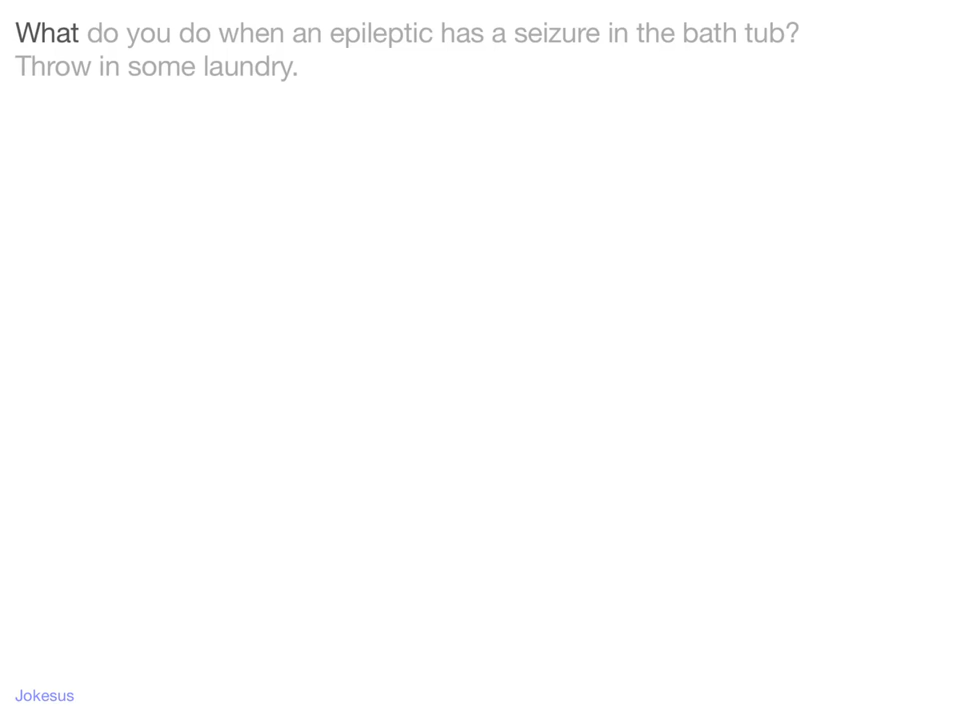 What do you do when an epileptic has a seizure in the bath tub?
Throw in some laundry.
Jokesus